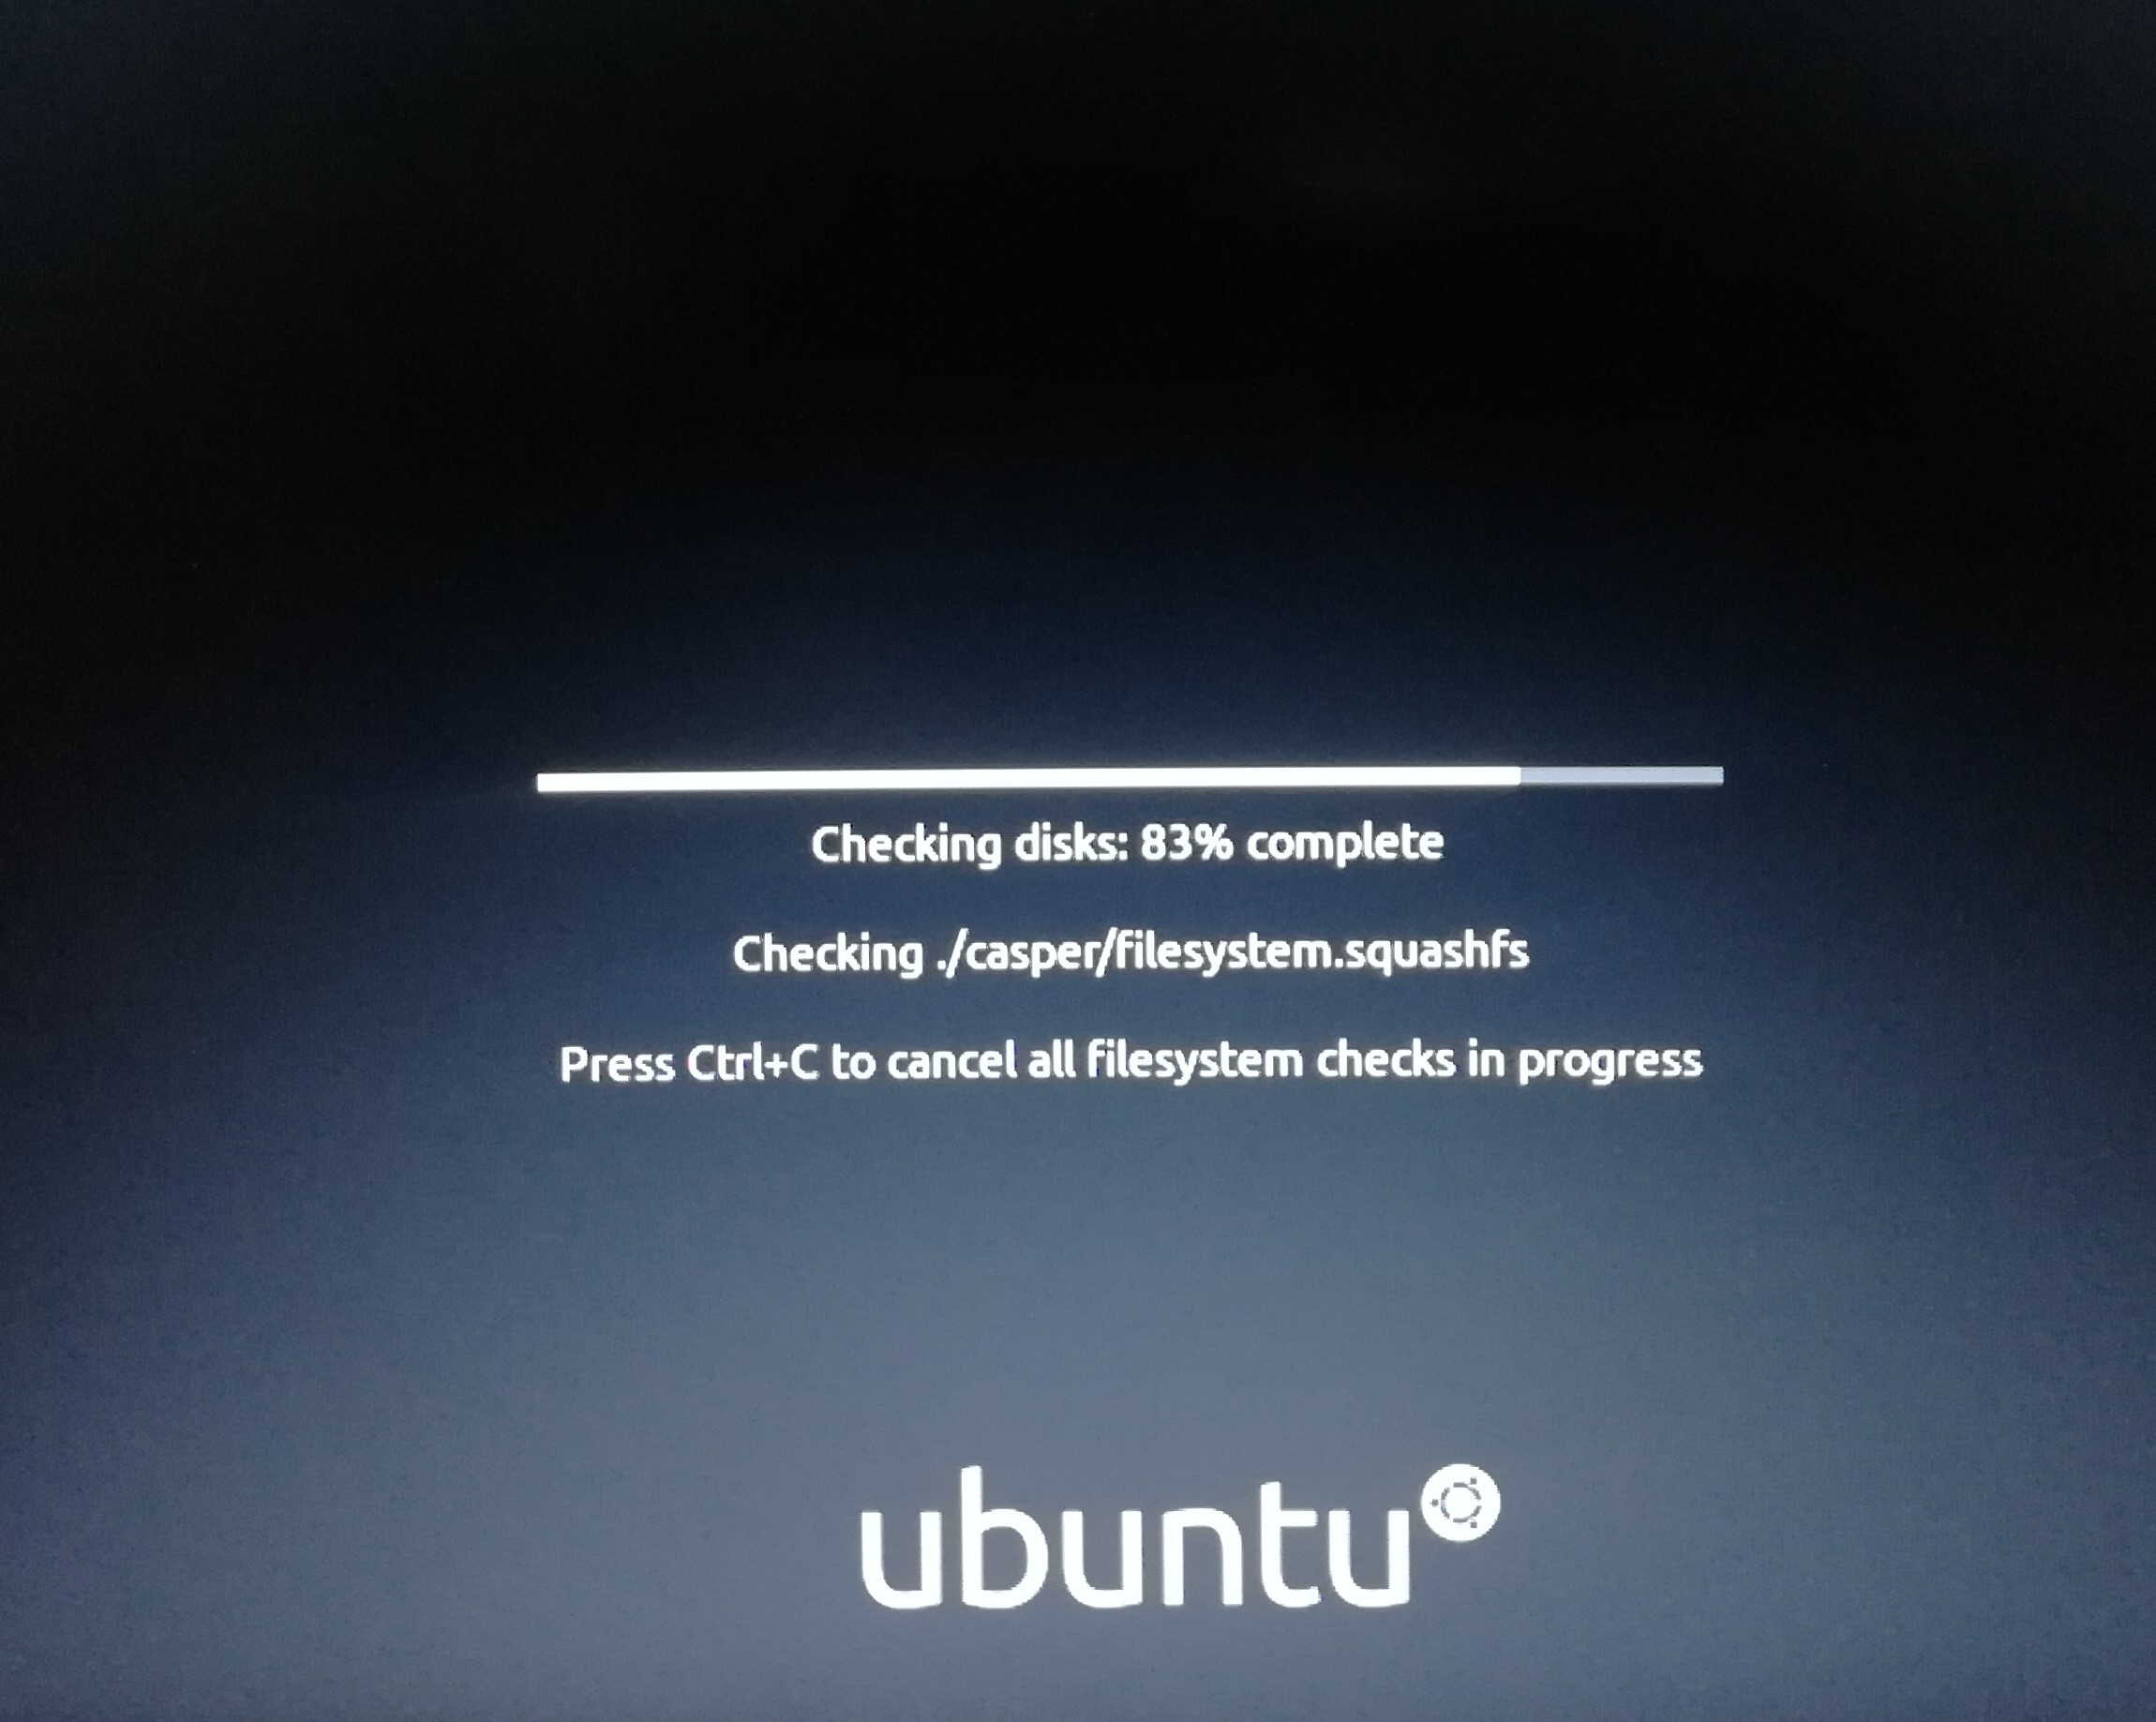 Checking disks: 83% complete
Checking ./casper/filesystem.squashfs
Press Ctrl+C to cancel all filesystem checks in progress
ubuntu